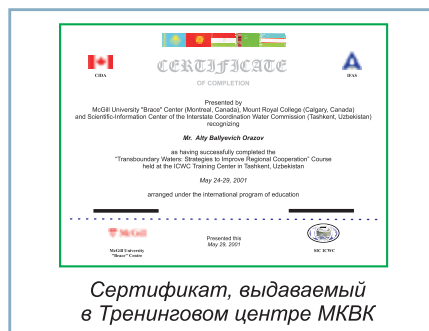 CERTIFICATE
CIDA
IEAS
OF COMPLETION
Presented by
McGill University "Brace" Center (Montreal, Canada), Mount Royal College (Calgary, Canada)
and Scientific-Information Center of the Interstate Coordination Water Commission (Tashkent, Uzbekistan)
recognizing
Mr. Alty Ballyevich Orazov
as having successfully completed the
"Transboundary Waters: Strategies to Improve Regional Cooperation" Course
held at the ICWC Training Center in Tashkent, Uzbekistan
May 24-29, 2001
arranged under the international program of education
McGill
Presented this
May 29, 2001
McGill University
"Brace" Centre
SIC ICWC
Сертификат, выдаваемый
в Тренинговом центре МКВК